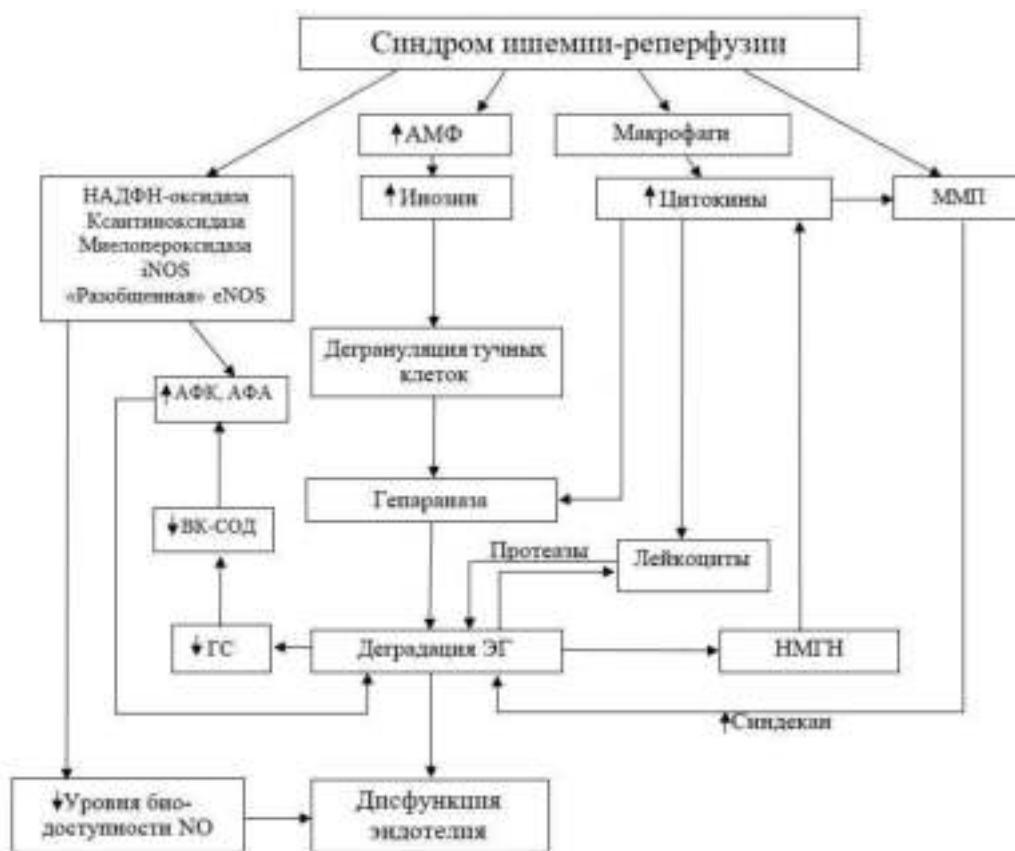 Синдром ишемии-реперфузии
↑АМФ
Макрофаги
НАДФН-оксидаза
Ксантиноксидаза
Миелопероксидаза
iNOS
«Разобщенная» eNOS
↑Инозин
↑Цитокины
ММП
Дегрануляция тучных
клеток
↑АФК, АФА
Гепараназа
↓ВК-СОД
Протеазы
Лейкоциты
↓ГС
Деградация ЭГ
НМГН
↑Синдекан
↓Уровня био-
доступности NO
Дисфункция
эндотелия